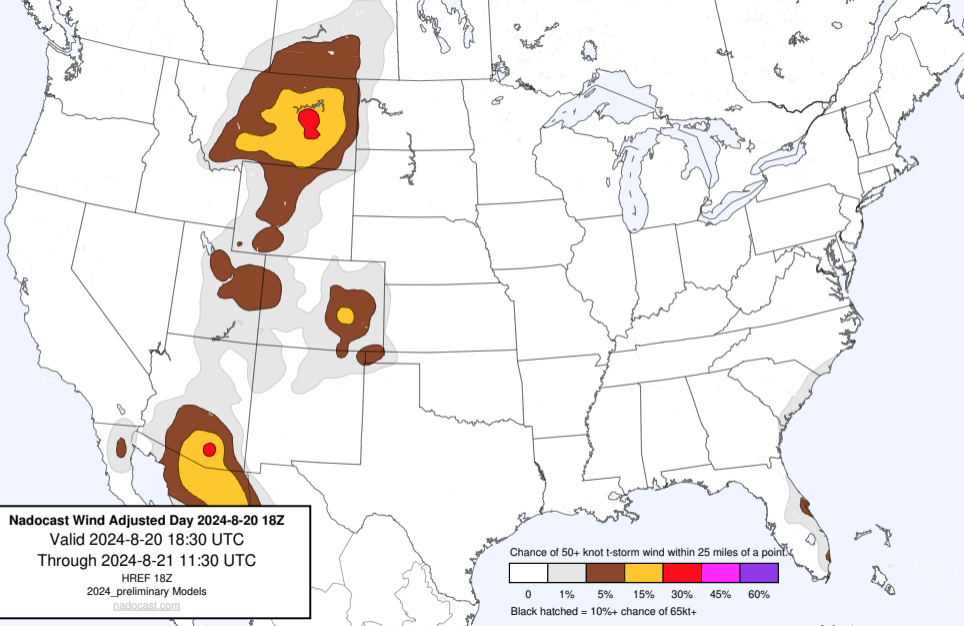 Nadocast Wind Adjusted Day 2024-8-20 18Z
Valid 2024-8-20 18:30 UTC
Through 2024-8-21 11:30 UTC
HREF 18Z
2024_preliminary Models
nadocast.com
Chance of 50+ knot t-storm wind within 25 miles of a point.
0 1% 5% 15% 30% 45% 60%
Black hatched = 10%+ chance of 65kt+